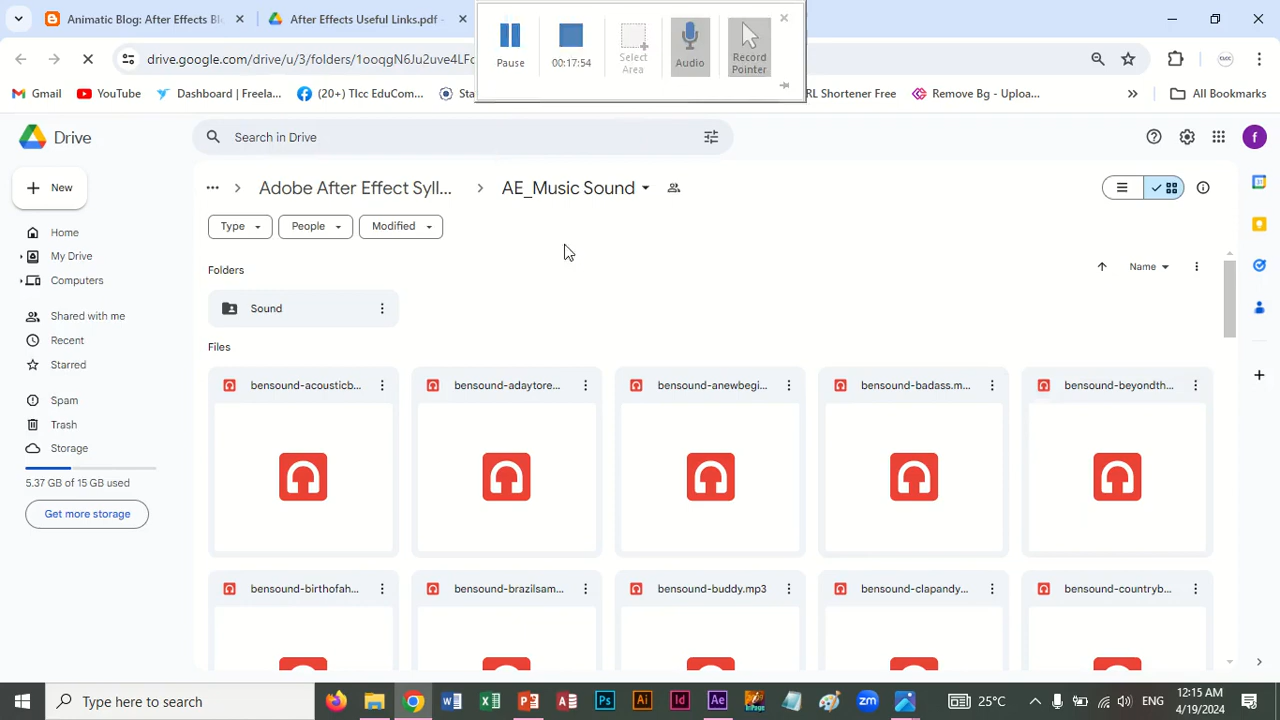 Animatic Blog: After Effects Bl
After Effects Useful Links.pdf
Pause
00:17:54
Select Area
Audio
Record Pointer
drive.google.com/drive/u/3/folders/1ooqgN6Ju2uve4LFc
Gmail
YouTube
Dashboard | Freela
(20+) Tlcc EduCom...
Sta
RL Shortener Free
Remove Bg - Uploa...
All Bookmarks
Drive
Search in Drive
New
Adobe After Effect Syll...
AE_Music Sound
Type
People
Modified
Home
My Drive
Computers
Shared with me
Recent
Starred
Spam
Trash
Storage
5.37 GB of 15 GB used
Get more storage
Folders
Name
Sound
Files
bensound-acousticb...
bensound-adaytore...
bensound-anewbegi...
bensound-badass.m...
bensound-beyondth...
bensound-birthofah...
bensound-brazilsam...
bensound-buddy.mp3
bensound-clapandy...
bensound-countryb...
Type here to search
25°C
12:15 AM
4/19/2024